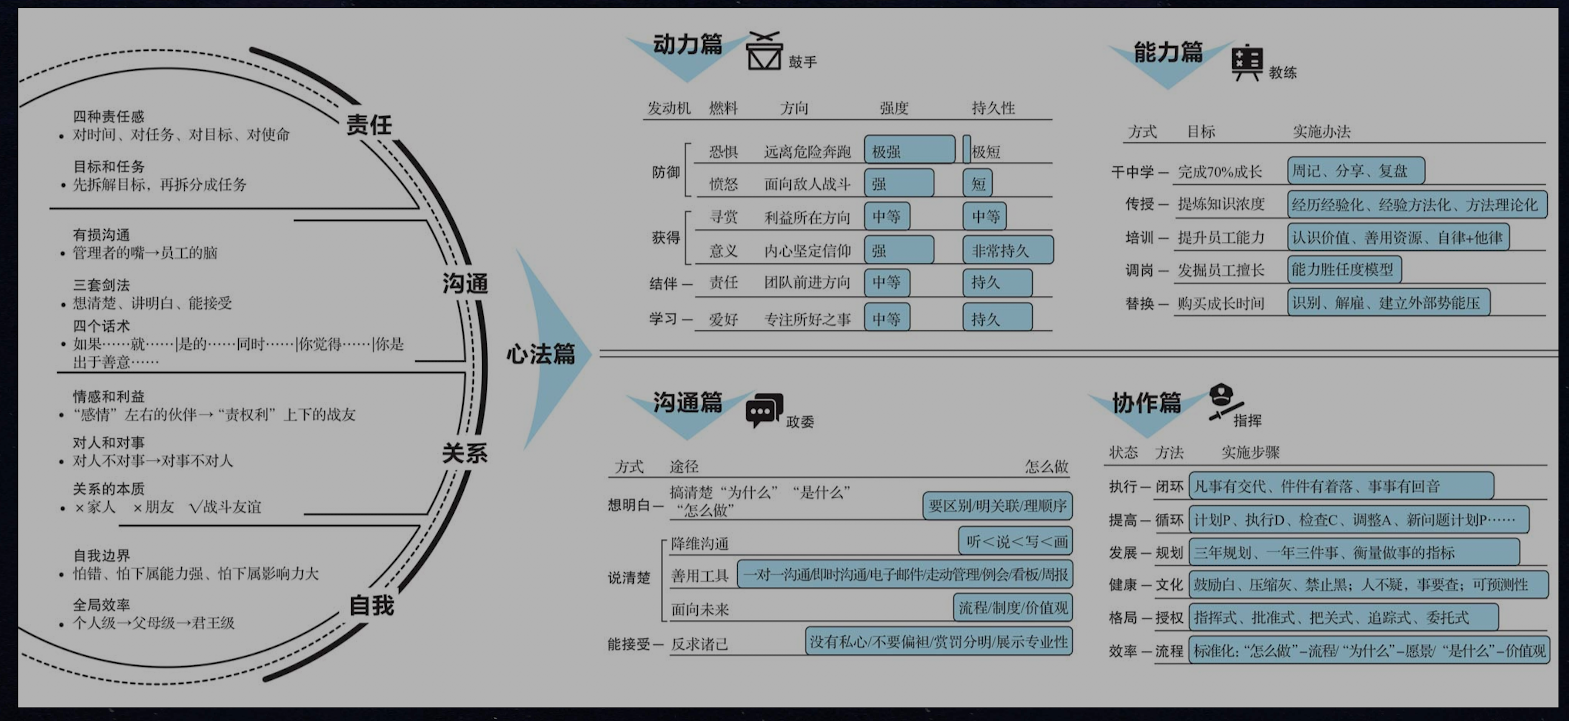 四种责任感
• 对时间、对任务、对目标、对使命
目标和任务
• 先拆解目标，再拆分成任务
责任
有损沟通
• 管理者的嘴→员工的脑
三套剑法
• 想清楚、讲明白、能接受
四个话术
• 如果……就……|是的……同时……|你觉得……|你是
出于善意……
沟通
情感和利益
• “感情”左右的伙伴→“责权利”上下的战友
对人和对事
• 对人不对事→对事不对人
关系的本质
• ×家人 ×朋友 √战斗友谊
关系
自我边界
• 怕错、怕下属能力强、怕下属影响力大
全局效率
• 个人级→父母级→君王级
自我
心法篇
动力篇 鼓手
发动机 燃料 方向 强度 持久性
防御
恐惧 远离危险奔跑 极强 极短
愤怒 面向敌人战斗 强 短
获得
寻赏 利益所在方向 中等 中等
意义 内心坚定信仰 强 非常持久
结伴 — 责任 团队前进方向 中等 持久
学习 — 爱好 专注所好之事 中等 持久
能力篇 教练
方式 目标 实施办法
干中学 — 完成70%成长 周记、分享、复盘
传授 — 提炼知识浓度 经历经验化、经验方法化、方法理论化
培训 — 提升员工能力 认识价值、善用资源、自律+他律
调岗 — 发掘员工擅长 能力胜任度模型
替换 — 购买成长时间 识别、解雇、建立外部势能压
沟通篇 政委
方式 途径 怎么做
想明白 — 搞清楚“为什么”“是什么”
“怎么做” 要区别/明关联/理顺序
说清楚
降维沟通 听＜说＜写＜画
善用工具 一对一沟通/即时沟通/电子邮件/走动管理/例会/看板/周报
面向未来 流程/制度/价值观
能接受 — 反求诸己 没有私心/不要偏袒/赏罚分明/展示专业性
协作篇 指挥
状态 方法 实施步骤
执行 — 闭环 凡事有交代、件件有着落、事事有回音
提高 — 循环 计划P、执行D、检查C、调整A、新问题计划P……
发展 — 规划 三年规划、一年三件事、衡量做事的指标
健康 — 文化 鼓励白、压缩灰、禁止黑；人不疑，事要查；可预测性
格局 — 授权 指挥式、批准式、把关式、追踪式、委托式
效率 — 流程 标准化：“怎么做”–流程/“为什么”–愿景/“是什么”–价值观